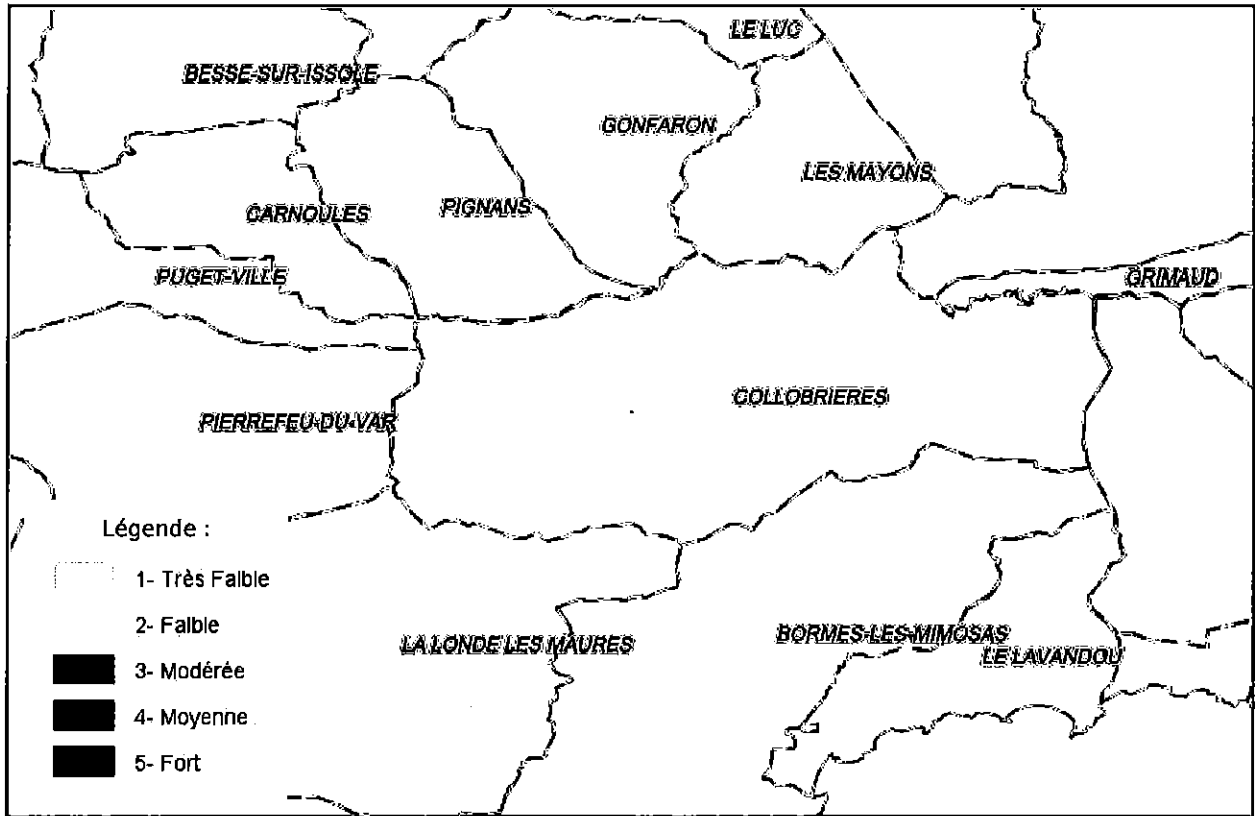 LE LUC
BESSE-SUR-ISSOLE
GONFARON
LES MAYONS
CARNOULES
PIGNANS
PUGET-VILLE
GRIMAUD
COLLOBRIERES
PIERREFEU-DU-VAR
Légende :
1- Très Faible
2- Faible
3- Modérée
4- Moyenne
5- Fort
LA LONDE LES MAURES
BORMES-LES-MIMOSAS
LE LAVANDOU